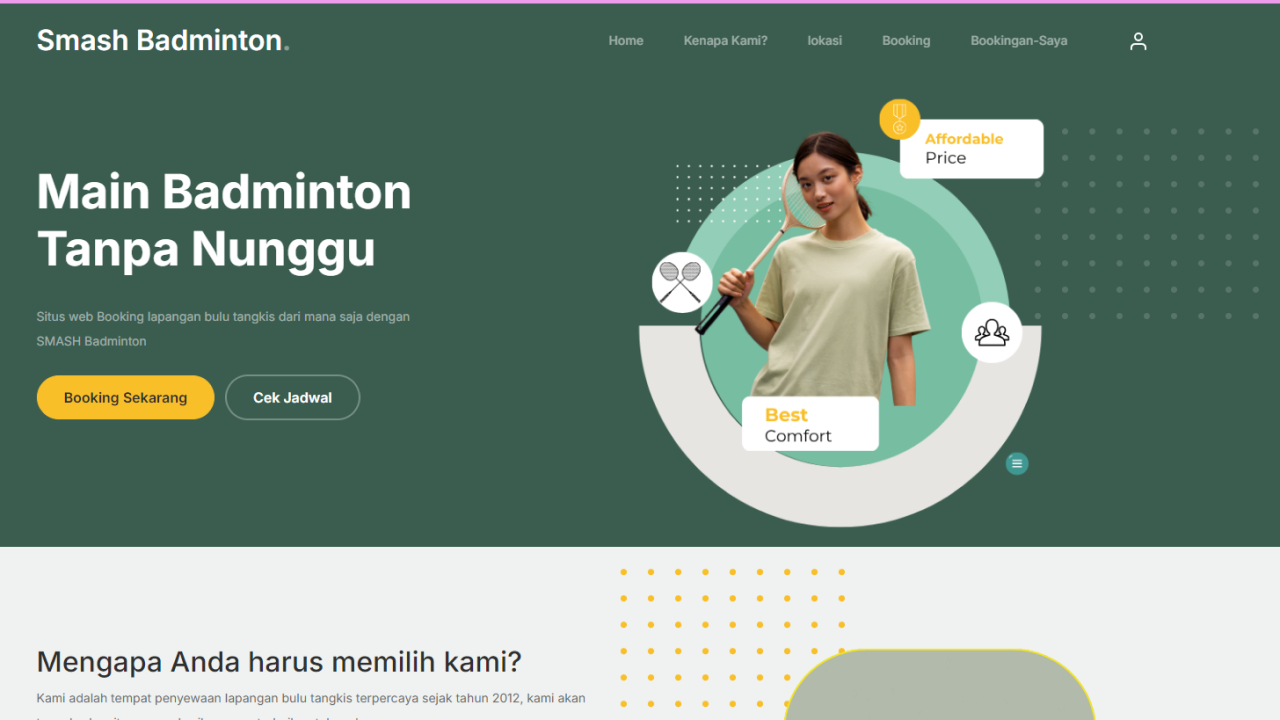 Smash Badminton.
Home Kenapa Kami? lokasi Booking Bookingan-Saya
Affordable
Price
Main Badminton
Tanpa Nunggu
Situs web Booking lapangan bulu tangkis dari mana saja dengan
SMASH Badminton
Booking Sekarang Cek Jadwal
Best
Comfort
Mengapa Anda harus memilih kami?
Kami adalah tempat penyewaan lapangan bulu tangkis terpercaya sejak tahun 2012, kami akan